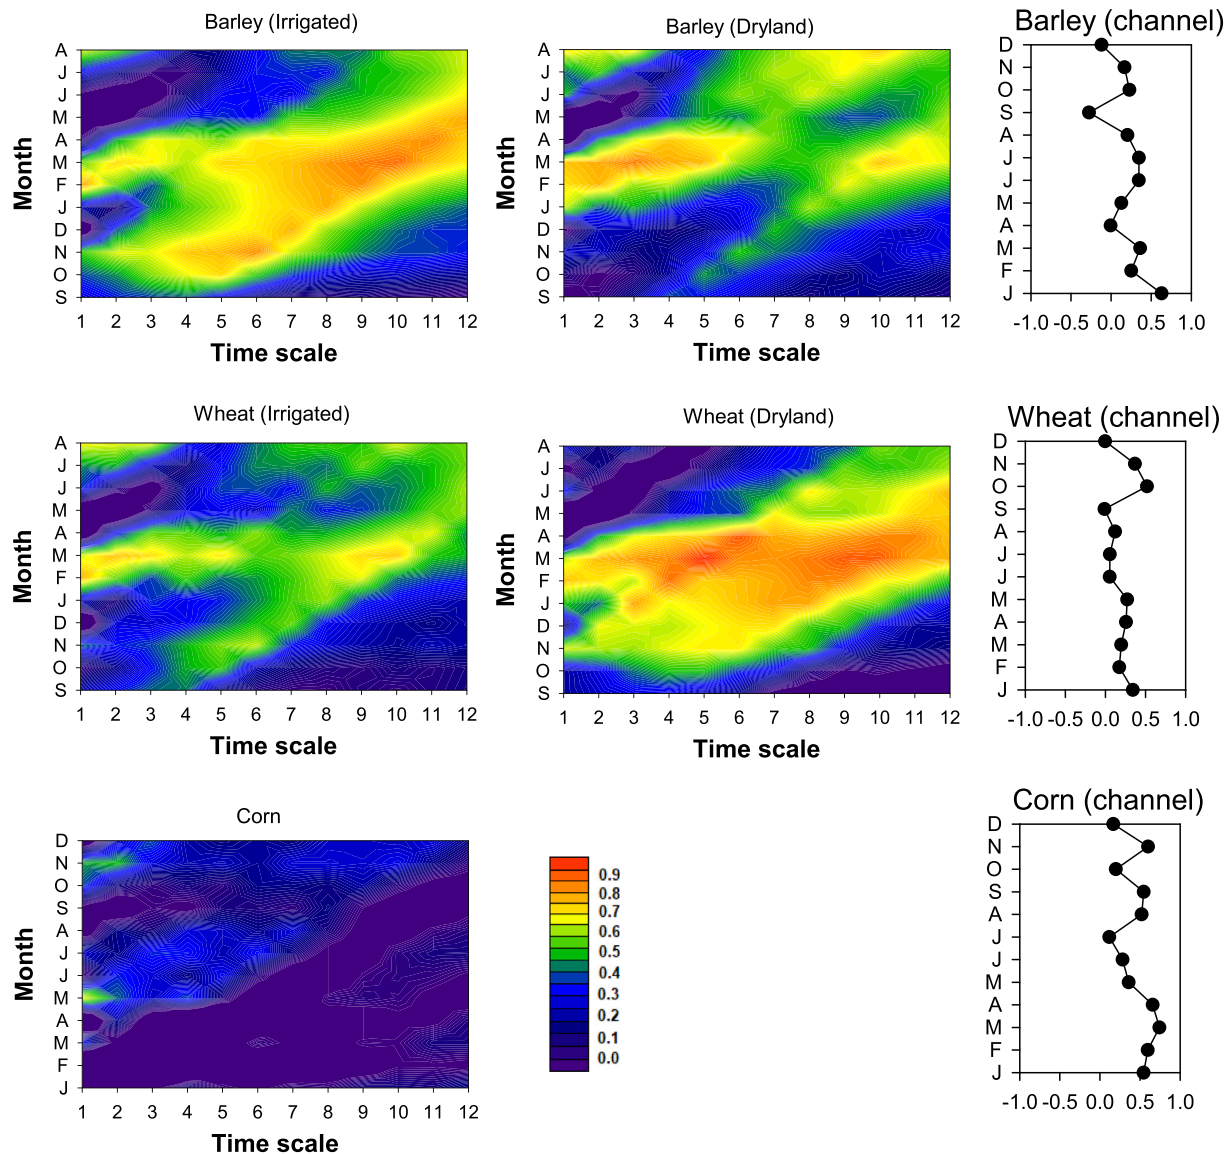 Barley (Irrigated)
A
J
J
M
A
M
F
J
D
N
O
S
Month
1 2 3 4 5 6 7 8 9 10 11 12
Time scale
Barley (Dryland)
A
J
J
M
A
M
F
J
D
N
O
S
Month
1 2 3 4 5 6 7 8 9 10 11 12
Time scale
Barley (channel)
D
N
O
S
A
J
J
M
A
M
F
J
-1.0 -0.5 0.0 0.5 1.0
Wheat (Irrigated)
A
J
J
M
A
M
F
J
D
N
O
S
Month
1 2 3 4 5 6 7 8 9 10 11 12
Time scale
Wheat (Dryland)
A
J
J
M
A
M
F
J
D
N
O
S
Month
1 2 3 4 5 6 7 8 9 10 11 12
Time scale
Wheat (channel)
D
N
O
S
A
J
J
M
A
M
F
J
-1.0 -0.5 0.0 0.5 1.0
Corn
D
N
O
S
A
J
J
M
A
M
F
J
Month
1 2 3 4 5 6 7 8 9 10 11 12
Time scale
0.9
0.8
0.7
0.6
0.5
0.4
0.3
0.2
0.1
0.0
Corn (channel)
D
N
O
S
A
J
J
M
A
M
F
J
-1.0 -0.5 0.0 0.5 1.0